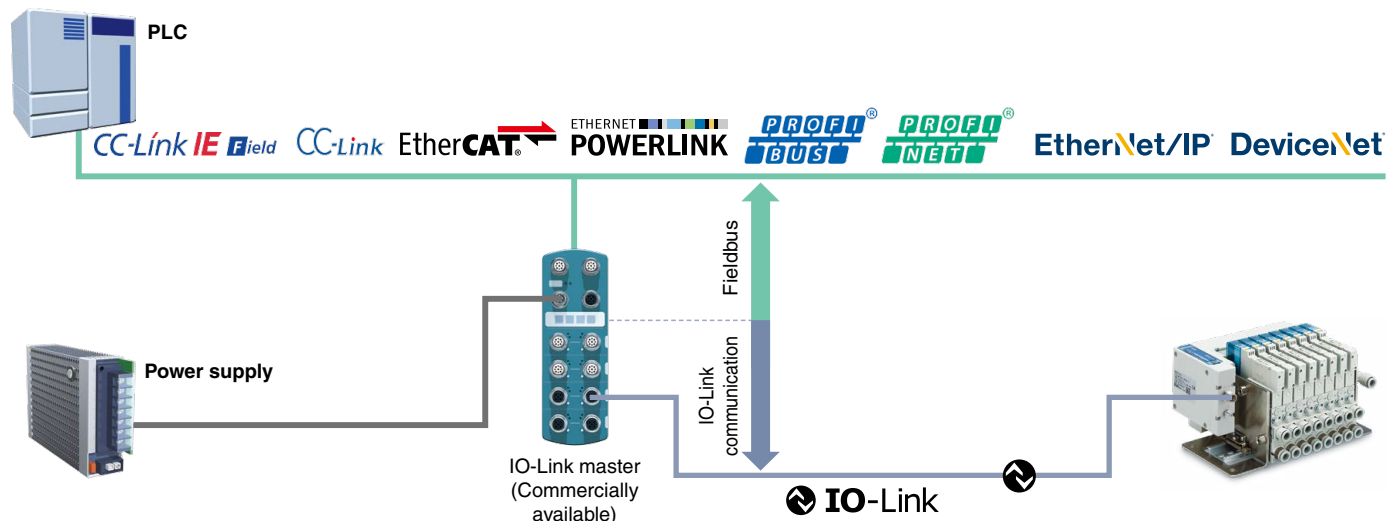 PLC
CC-Link IE Field
CC-Link
EtherCAT®
ETHERNET
POWERLINK
PROFI®
BUS
PROFI®
NET
EtherNet/IP
DeviceNet
Fieldbus
IO-Link
communication
Power supply
IO-Link master
(Commercially
available)
IO-Link